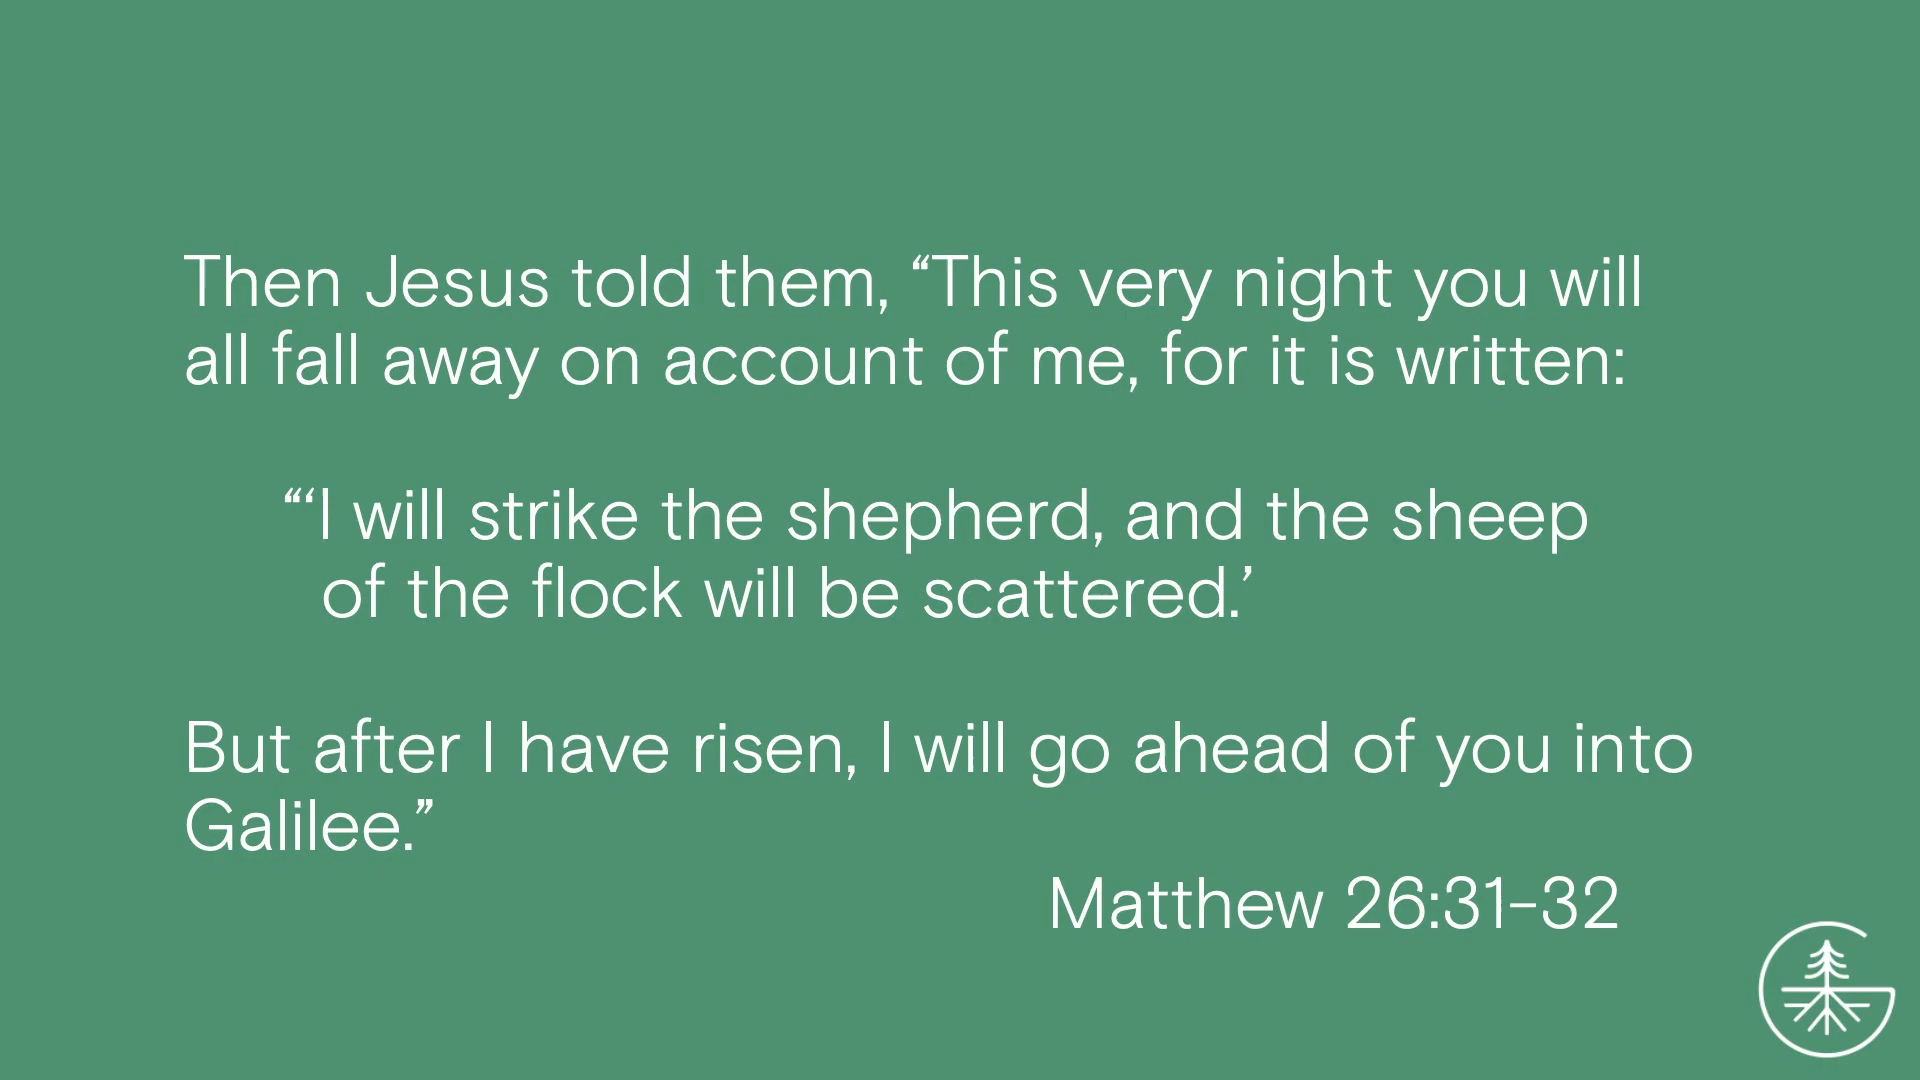 Then Jesus told them, “This very night you will
all fall away on account of me, for it is written:
“‘I will strike the shepherd, and the sheep
of the flock will be scattered.’
But after I have risen, I will go ahead of you into
Galilee.”
Matthew 26:31–32